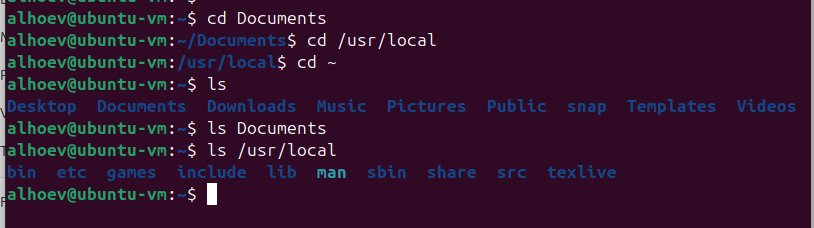 alhoev@ubuntu-vm:~$ cd Documents
alhoev@ubuntu-vm:~/Documents$ cd /usr/local
alhoev@ubuntu-vm:/usr/local$ cd ~
alhoev@ubuntu-vm:~$ ls
Desktop  Documents  Downloads  Music  Pictures  Public  snap  Templates  Videos
alhoev@ubuntu-vm:~$ ls Documents
alhoev@ubuntu-vm:~$ ls /usr/local
bin  etc  games  include  lib  man  sbin  share  src  texlive
alhoev@ubuntu-vm:~$